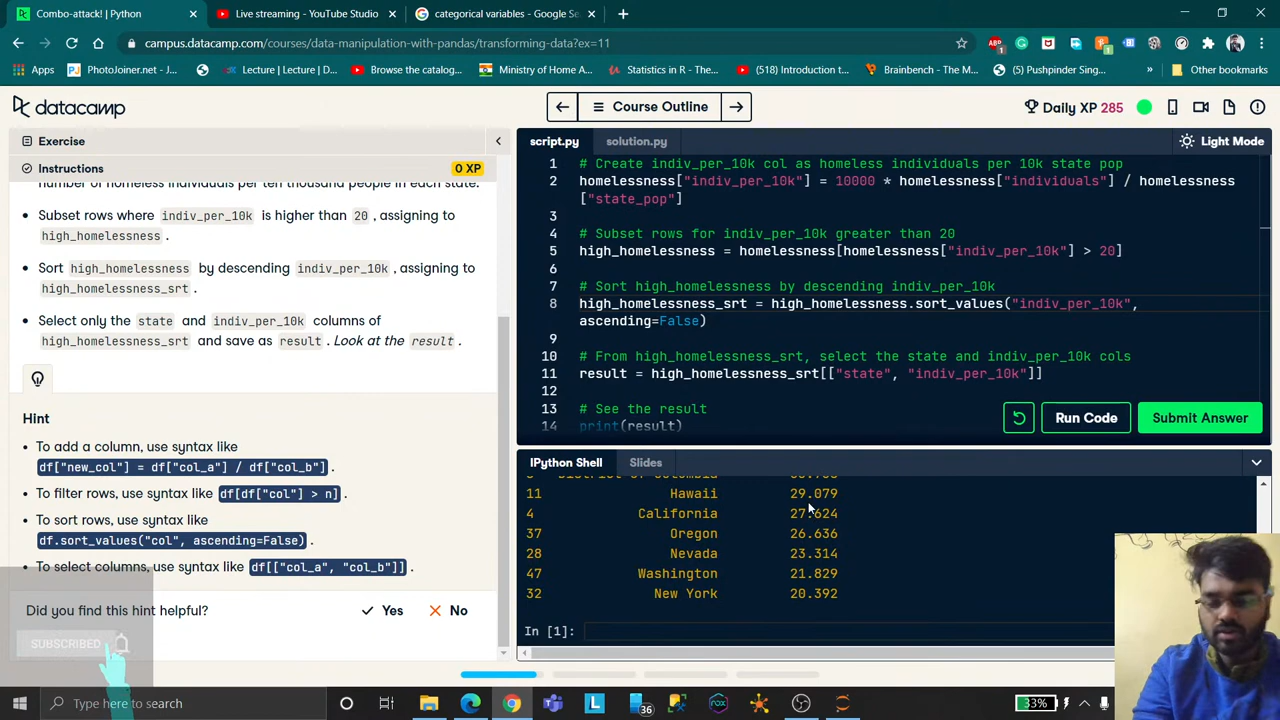 Combo-attack! | Python
Live streaming - YouTube Studio
categorical variables - Google Se
campus.datacamp.com/courses/data-manipulation-with-pandas/transforming-data?ex=11
Apps
PhotoJoiner.net - J...
Lecture | Lecture | D...
Browse the catalog...
Ministry of Home A...
Statistics in R - The...
(518) Introduction t...
Brainbench - The M...
(5) Pushpinder Sing...
»
Other bookmarks
datacamp
Course Outline
Daily XP 285
Exercise
Instructions
0 XP
number of homeless individuals per ten thousand people in each state.
• Subset rows where indiv_per_10k is higher than 20 , assigning to
high_homelessness .
• Sort high_homelessness by descending indiv_per_10k , assigning to
high_homelessness_srt .
• Select only the state and indiv_per_10k columns of
high_homelessness_srt and save as result . Look at the result .
Hint
• To add a column, use syntax like
df["new_col"] = df["col_a"] / df["col_b"] .
• To filter rows, use syntax like df[df["col"] > n] .
• To sort rows, use syntax like
df.sort_values("col", ascending=False) .
• To select columns, use syntax like df[["col_a", "col_b"]] .
Did you find this hint helpful?
Yes
No
SUBSCRIBED
script.py
solution.py
Light Mode
1 # Create indiv_per_10k col as homeless individuals per 10k state pop
2 homelessness["indiv_per_10k"] = 10000 * homelessness["individuals"] / homelessness
["state_pop"]
3
4 # Subset rows for indiv_per_10k greater than 20
5 high_homelessness = homelessness[homelessness["indiv_per_10k"] > 20]
6
7 # Sort high_homelessness by descending indiv_per_10k
8 high_homelessness_srt = high_homelessness.sort_values("indiv_per_10k",
ascending=False)
9
10 # From high_homelessness_srt, select the state and indiv_per_10k cols
11 result = high_homelessness_srt[["state", "indiv_per_10k"]]
12
13 # See the result
14 print(result)
Run Code
Submit Answer
IPython Shell
Slides
11 Hawaii 29.079
4 California 27.624
37 Oregon 26.636
28 Nevada 23.314
47 Washington 21.829
32 New York 20.392
In [1]:
Type here to search
36
33%